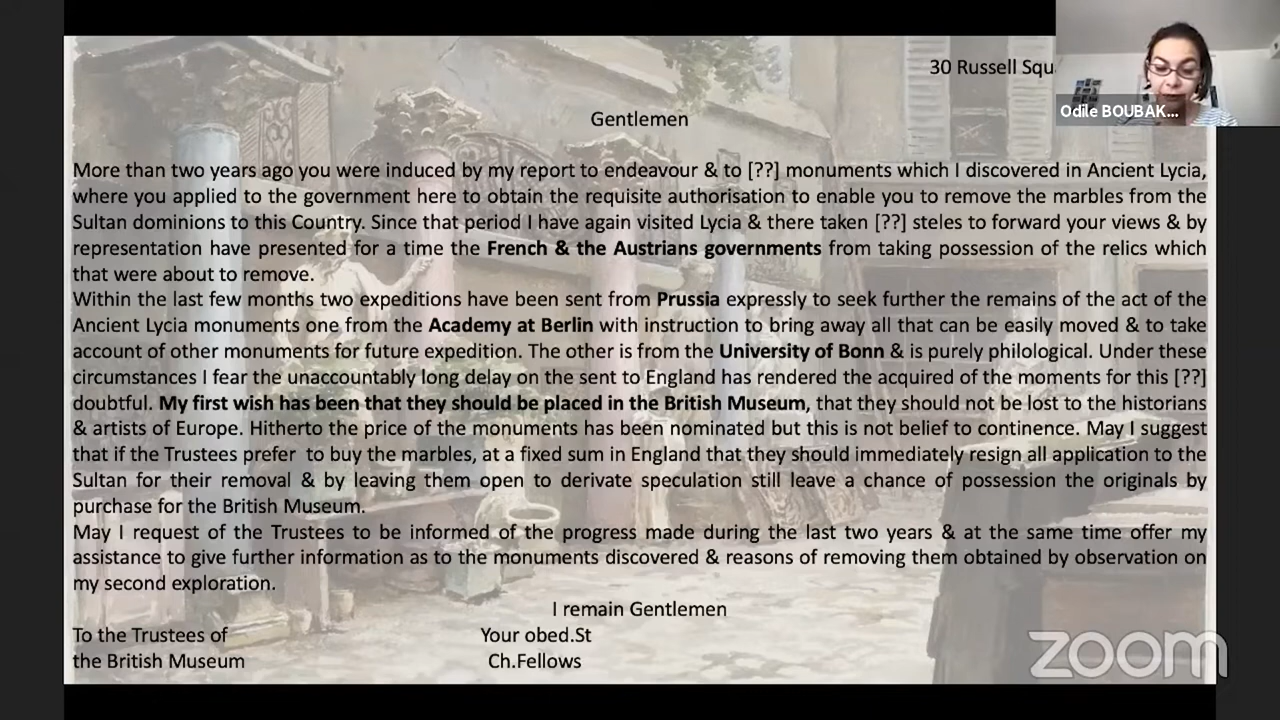 30 Russell Squ
Odile BOUBAK...
Gentlemen
More than two years ago you were induced by my report to endeavour & to [??] monuments which I discovered in Ancient Lycia,
where you applied to the government here to obtain the requisite authorisation to enable you to remove the marbles from the
Sultan dominions to this Country. Since that period I have again visited Lycia & there taken [??] steles to forward your views & by
representation have presented for a time the French & the Austrians governments from taking possession of the relics which
that were about to remove.
Within the last few months two expeditions have been sent from Prussia expressly to seek further the remains of the act of the
Ancient Lycia monuments one from the Academy at Berlin with instruction to bring away all that can be easily moved & to take
account of other monuments for future expedition. The other is from the University of Bonn & is purely philological. Under these
circumstances I fear the unaccountably long delay on the sent to England has rendered the acquired of the moments for this [??]
doubtful. My first wish has been that they should be placed in the British Museum, that they should not be lost to the historians
& artists of Europe. Hitherto the price of the monuments has been nominated but this is not belief to continence. May I suggest
that if the Trustees prefer to buy the marbles, at a fixed sum in England that they should immediately resign all application to the
Sultan for their removal & by leaving them open to derivate speculation still leave a chance of possession the originals by
purchase for the British Museum.
May I request of the Trustees to be informed of the progress made during the last two years & at the same time offer my
assistance to give further information as to the monuments discovered & reasons of removing them obtained by observation on
my second exploration.
I remain Gentlemen
To the Trustees of Your obed.St
the British Museum Ch.Fellows
zoom